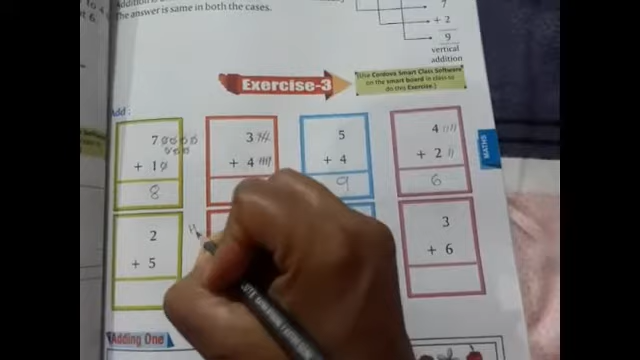 The answer is same in both the cases.
7
+ 2
9
vertical
addition
Exercise-3
(Use Cordova Smart Class Software
on the smart board in class to
do this Exercise.)
Add :
7 3 5 4
+ 1 + 4 + 4 + 2
8 9 6
MATHS
2 3
+ 5 + 6
Adding One